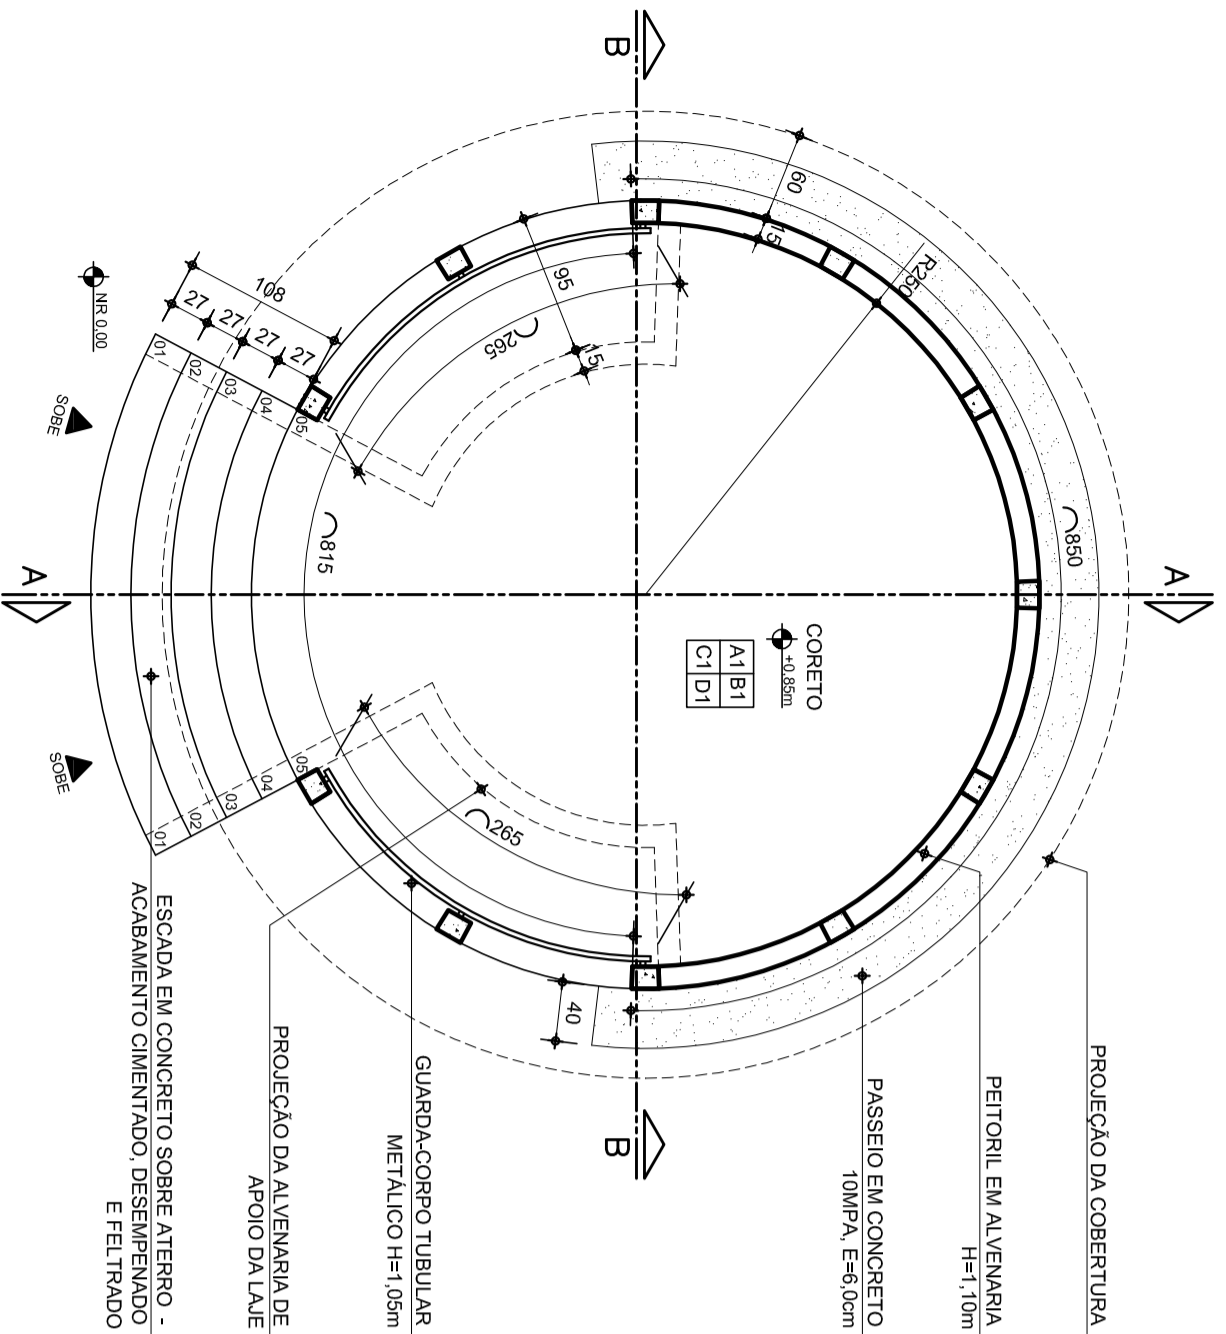 PROJEÇÃO DA COBERTURA
PEITORIL EM ALVENARIA
H=1,10m
PASSEIO EM CONCRETO
10MPA, E=6,0cm
GUARDA-CORPO TUBULAR
METÁLICO H=1,05m
PROJEÇÃO DA ALVENARIA DE
APOIO DA LAJE
ESCADA EM CONCRETO SOBRE ATERRO -
ACABAMENTO CIMENTADO, DESEMPENADO
E FELTRADO
CORETO
+0,85m
A1 B1
C1 D1
A
A
B
B
60
15
R250
850
95
15
265
265
815
40
108
27
27
27
27
NR 0,00
SOBE
SOBE
01
02
03
04
05
01
02
03
04
05